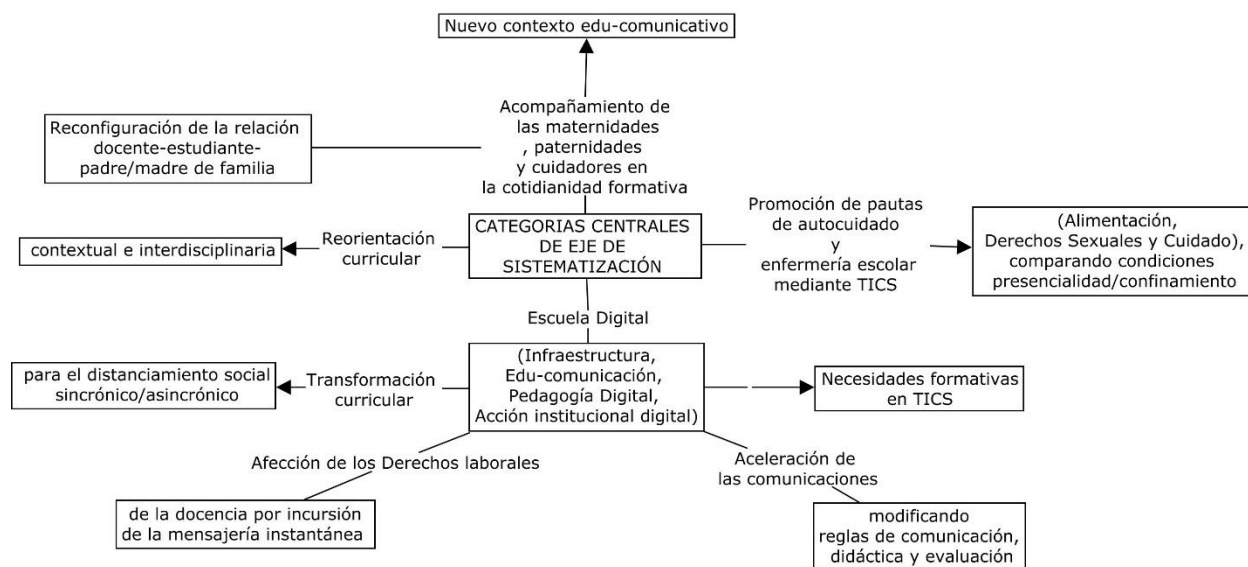 Nuevo contexto edu-comunicativo
Acompañamiento de
las maternidades
, paternidades
y cuidadores en
la cotidianidad formativa
Reconfiguración de la relación
docente-estudiante-
padre/madre de familia
CATEGORIAS CENTRALES
DE EJE DE
SISTEMATIZACIÓN
Reorientación
curricular
contextual e interdisciplinaria
Promoción de pautas
de autocuidado
y
enfermería escolar
mediante TICS
(Alimentación,
Derechos Sexuales y Cuidado),
comparando condiciones
presencialidad/confinamiento
Escuela Digital
(Infraestructura,
Edu-comunicación,
Pedagogía Digital,
Acción institucional digital)
Transformación
curricular
para el distanciamiento social
sincrónico/asincrónico
Necesidades formativas
en TICS
Afección de los Derechos laborales
de la docencia por incursión
de la mensajería instantánea
Aceleración de
las comunicaciones
modificando
reglas de comunicación,
didáctica y evaluación